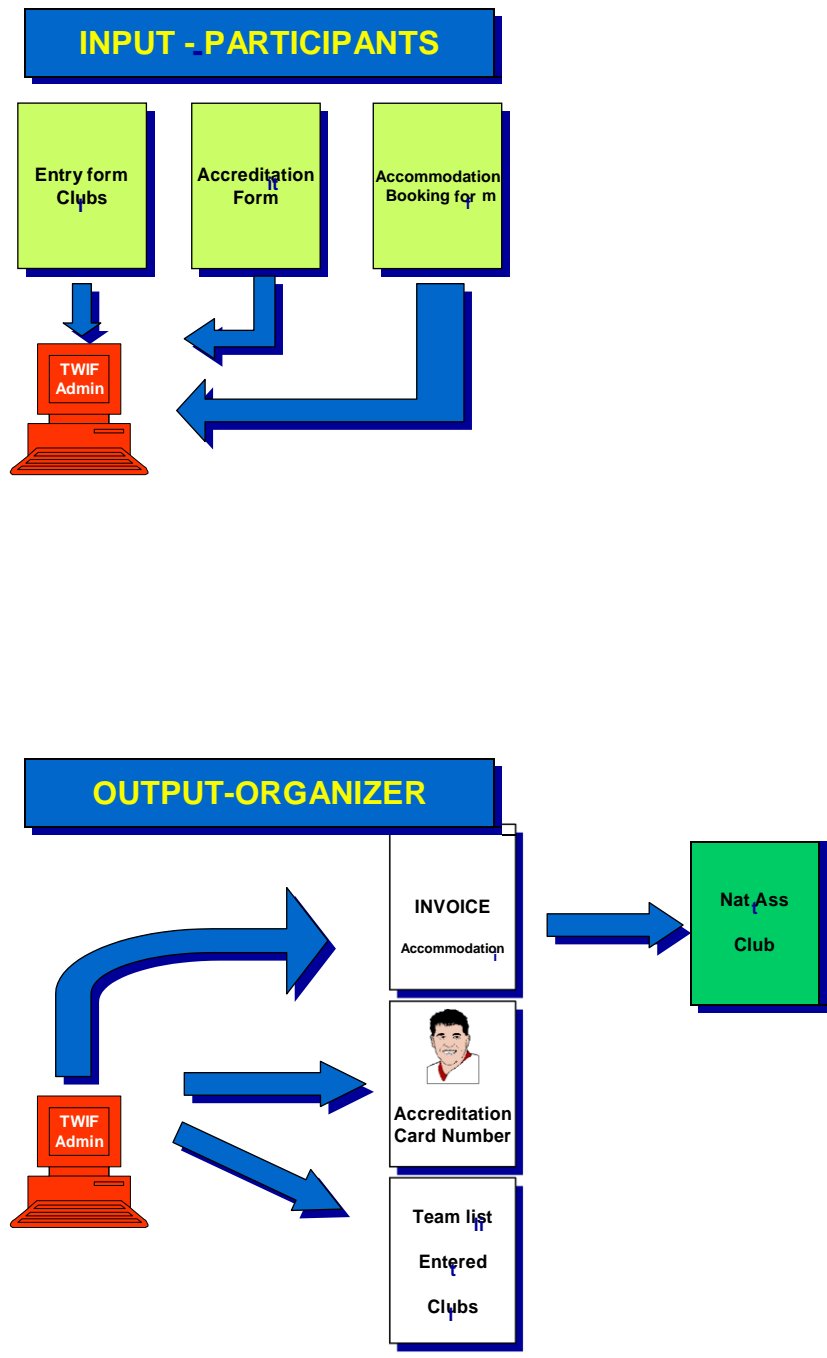 INPUT - PARTICIPANTS
Entry form
Clubs
Accreditation
Form
Accommodation
Booking for m
TWIF
Admin
OUTPUT-ORGANIZER
INVOICE
Accommodation
Nat Ass
Club
Accreditation
Card Number
TWIF
Admin
Team list
Entered
Clubs